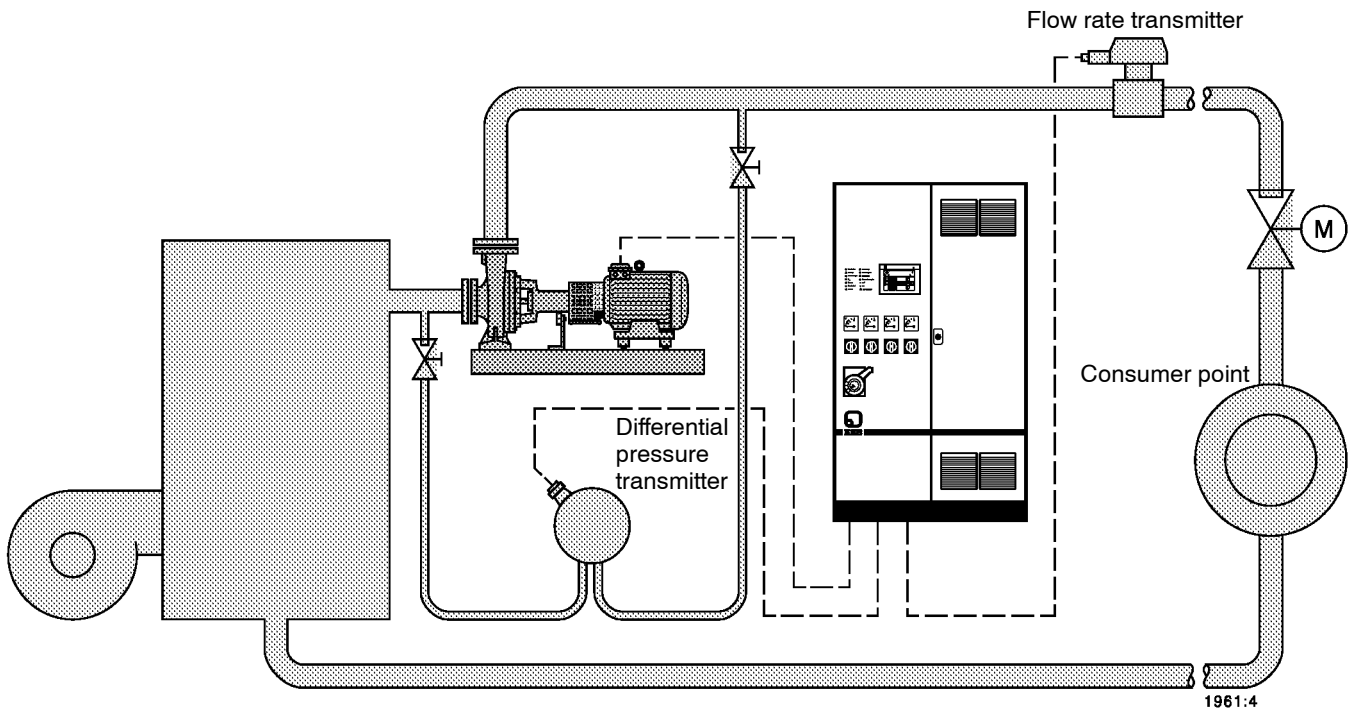 Flow rate transmitter
M
Consumer point
Differential
pressure
transmitter
1961:4